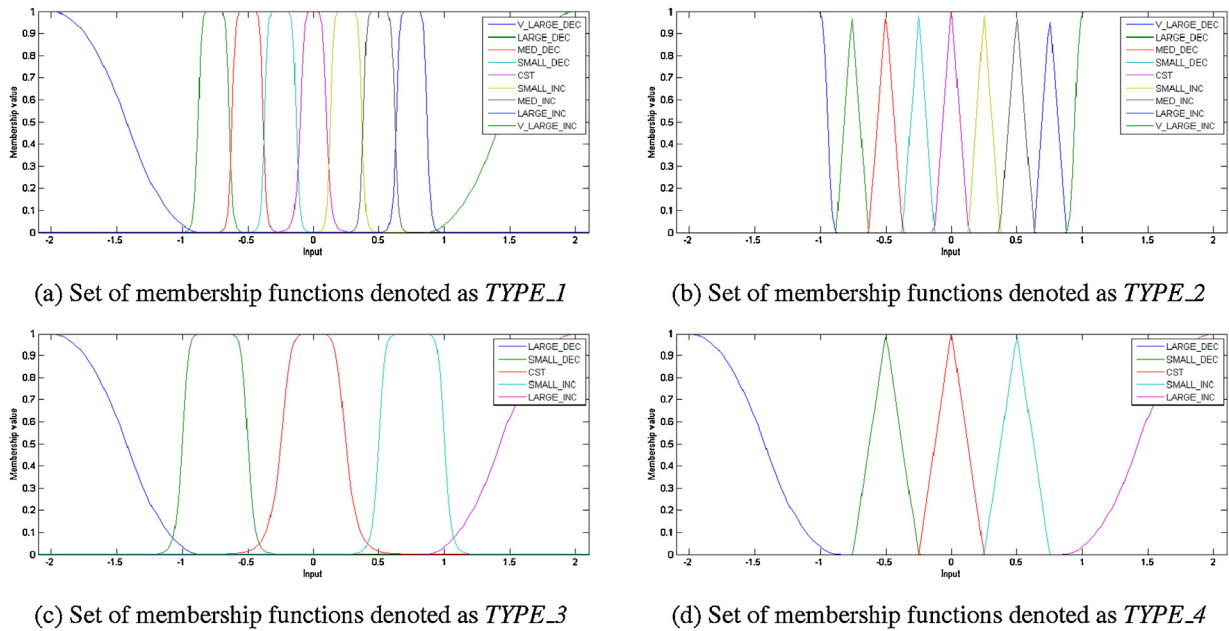 1
0.9
0.8
0.7
0.6
0.5
0.4
0.3
0.2
0.1
0
Membership value
-2
-1.5
-1
-0.5
0
0.5
1
1.5
2
Input
V_LARGE_DEC
LARGE_DEC
MED_DEC
SMALL_DEC
CST
SMALL_INC
MED_INC
LARGE_INC
V_LARGE_INC
(a) Set of membership functions denoted as TYPE_1
1
0.9
0.8
0.7
0.6
0.5
0.4
0.3
0.2
0.1
0
Membership value
-2
-1.5
-1
-0.5
0
0.5
1
1.5
2
Input
V_LARGE_DEC
LARGE_DEC
MED_DEC
SMALL_DEC
CST
SMALL_INC
MED_INC
LARGE_INC
V_LARGE_INC
(b) Set of membership functions denoted as TYPE_2
1
0.9
0.8
0.7
0.6
0.5
0.4
0.3
0.2
0.1
0
Membership value
-2
-1.5
-1
-0.5
0
0.5
1
1.5
2
Input
LARGE_DEC
SMALL_DEC
CST
SMALL_INC
LARGE_INC
(c) Set of membership functions denoted as TYPE_3
1
0.9
0.8
0.7
0.6
0.5
0.4
0.3
0.2
0.1
0
Membership value
-2
-1.5
-1
-0.5
0
0.5
1
1.5
2
Input
LARGE_DEC
SMALL_DEC
CST
SMALL_INC
LARGE_INC
(d) Set of membership functions denoted as TYPE_4